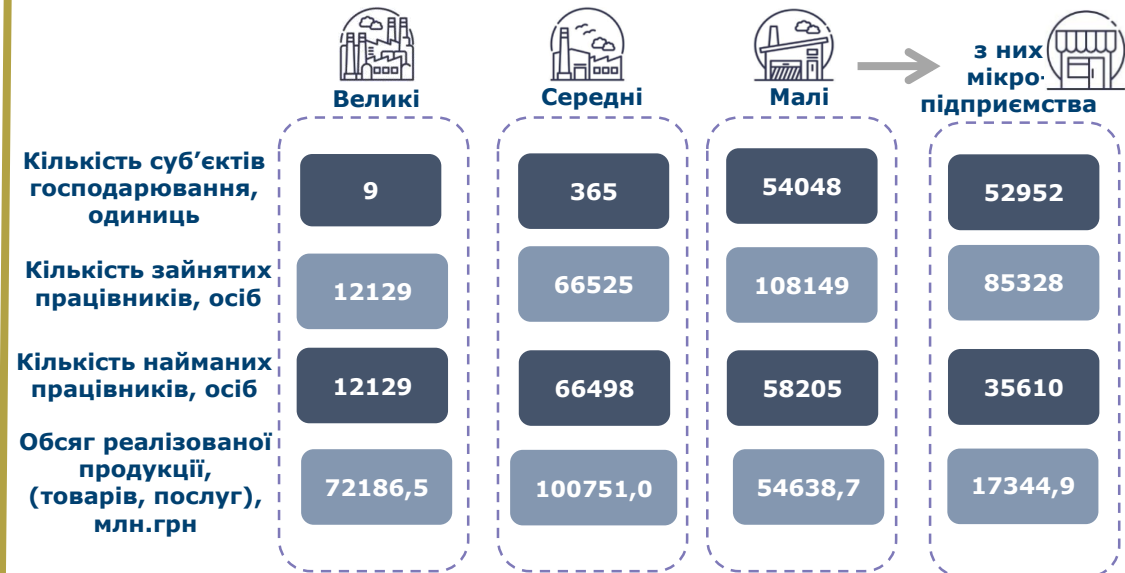 Великі
Середні
Малі
з них
мікро-
підприємства
Кількість суб’єктів
господарювання,
одиниць
9
365
54048
52952
Кількість зайнятих
працівників, осіб
12129
66525
108149
85328
Кількість найманих
працівників, осіб
12129
66498
58205
35610
Обсяг реалізованої
продукції,
(товарів, послуг),
млн.грн
72186,5
100751,0
54638,7
17344,9